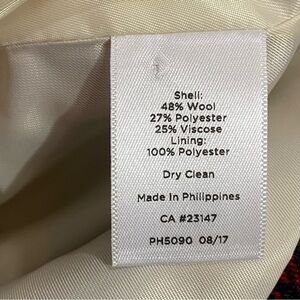 Shell:
48% Wool
27% Polyester
25% Viscose
Lining:
100% Polyester
Dry Clean
Made In Philippines
CA #23147
PH5090 08/17